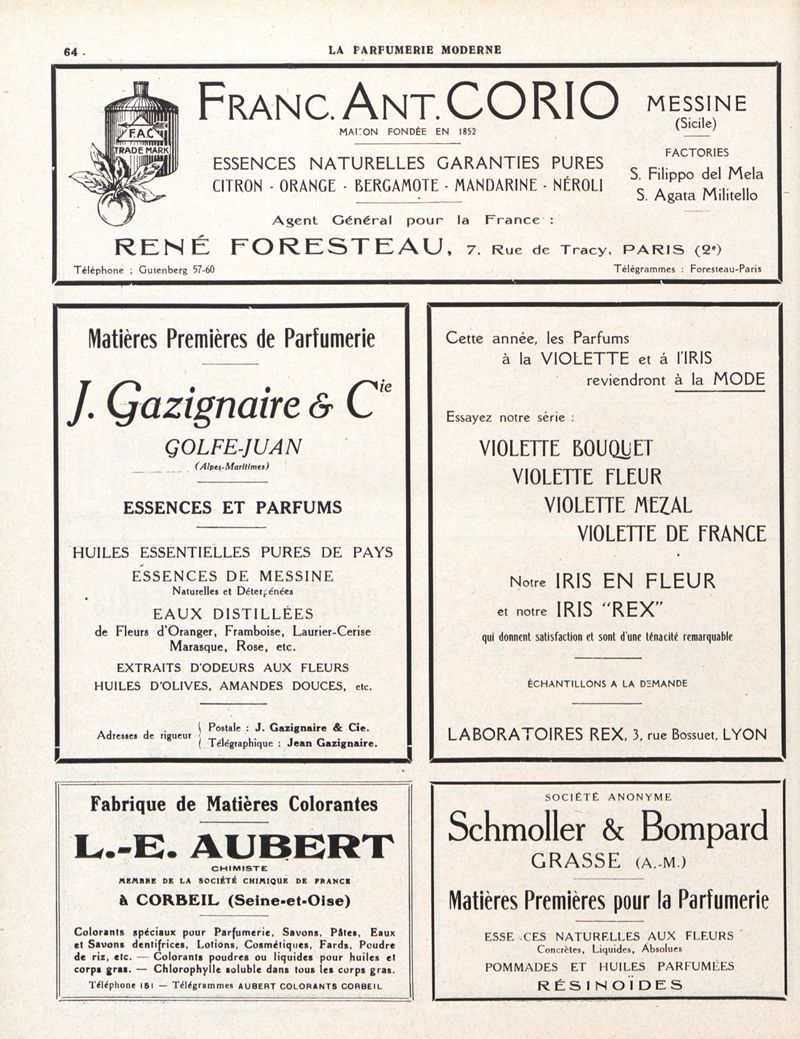 64 .
LA PARFUMERIE MODERNE
F.A.C
TRADE MARK
FRANC. ANT. CORIO
MAISON FONDÉE EN 1852
ESSENCES NATURELLES GARANTIES PURES
CITRON - ORANGE - BERGAMOTE - MANDARINE - NÉROLI
MESSINE
(Sicile)
FACTORIES
S. Filippo del Mela
S. Agata Militello
Agent Général pour la France :
RENÉ FORESTEAU, 7, Rue de Tracy, PARIS (2e)
Téléphone : Gutenberg 57-60
Télégrammes : Foresteau-Paris
Matières Premières de Parfumerie
J. Gazignaire & Cie
GOLFE-JUAN
(Alpes-Maritimes)
ESSENCES ET PARFUMS
HUILES ESSENTIELLES PURES DE PAYS
ESSENCES DE MESSINE
Naturelles et Déterpénées
EAUX DISTILLÉES
de Fleurs d'Oranger, Framboise, Laurier-Cerise
Marasque, Rose, etc.
EXTRAITS D'ODEURS AUX FLEURS
HUILES D'OLIVES, AMANDES DOUCES, etc.
Adresses de rigueur { Postale : J. Gazignaire & Cie.
Télégraphique : Jean Gazignaire.
Cette année, les Parfums
à la VIOLETTE et á l'IRIS
reviendront à la MODE
Essayez notre série :
VIOLETTE BOUQUET
VIOLETTE FLEUR
VIOLETTE MEZAL
VIOLETTE DE FRANCE
Notre IRIS EN FLEUR
et notre IRIS "REX"
qui donnent satisfaction et sont d'une ténacité remarquable
ÉCHANTILLONS A LA DEMANDE
LABORATOIRES REX, 3, rue Bossuet, LYON
Fabrique de Matières Colorantes
L.-E. AUBERT
CHIMISTE
MEMBRE DE LA SOCIÉTÉ CHIMIQUE DE FRANCE
à CORBEIL (Seine-et-Oise)
Colorants spéciaux pour Parfumerie, Savons, Pâtes, Eaux
et Savons dentifrices, Lotions, Cosmétiques, Fards, Poudre
de riz, etc. — Colorants poudres ou liquides pour huiles et
corps gras. — Chlorophylle soluble dans tous les corps gras.
Téléphone 151 — Télégrammes AUBERT COLORANTS CORBEIL
SOCIÉTÉ ANONYME
Schmoller & Bompard
GRASSE (A.-M.)
Matières Premières pour la Parfumerie
ESSENCES NATURELLES AUX FLEURS
Concrètes, Liquides, Absolues
POMMADES ET HUILES PARFUMÉES
RÉSINOÏDES